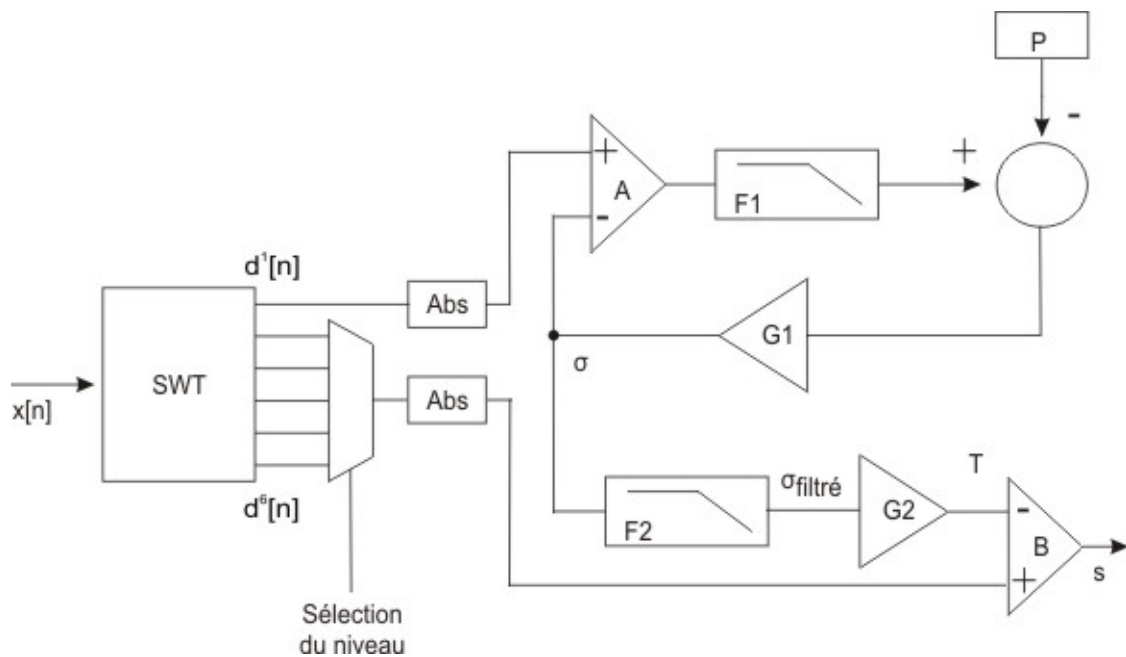 P
-
+
A
-
+
F1
d¹[n]
Abs
G1
σ
SWT
x[n]
Abs
d⁶[n]
F2
σfiltré
G2
T
-
B
+
s
Sélection
du niveau